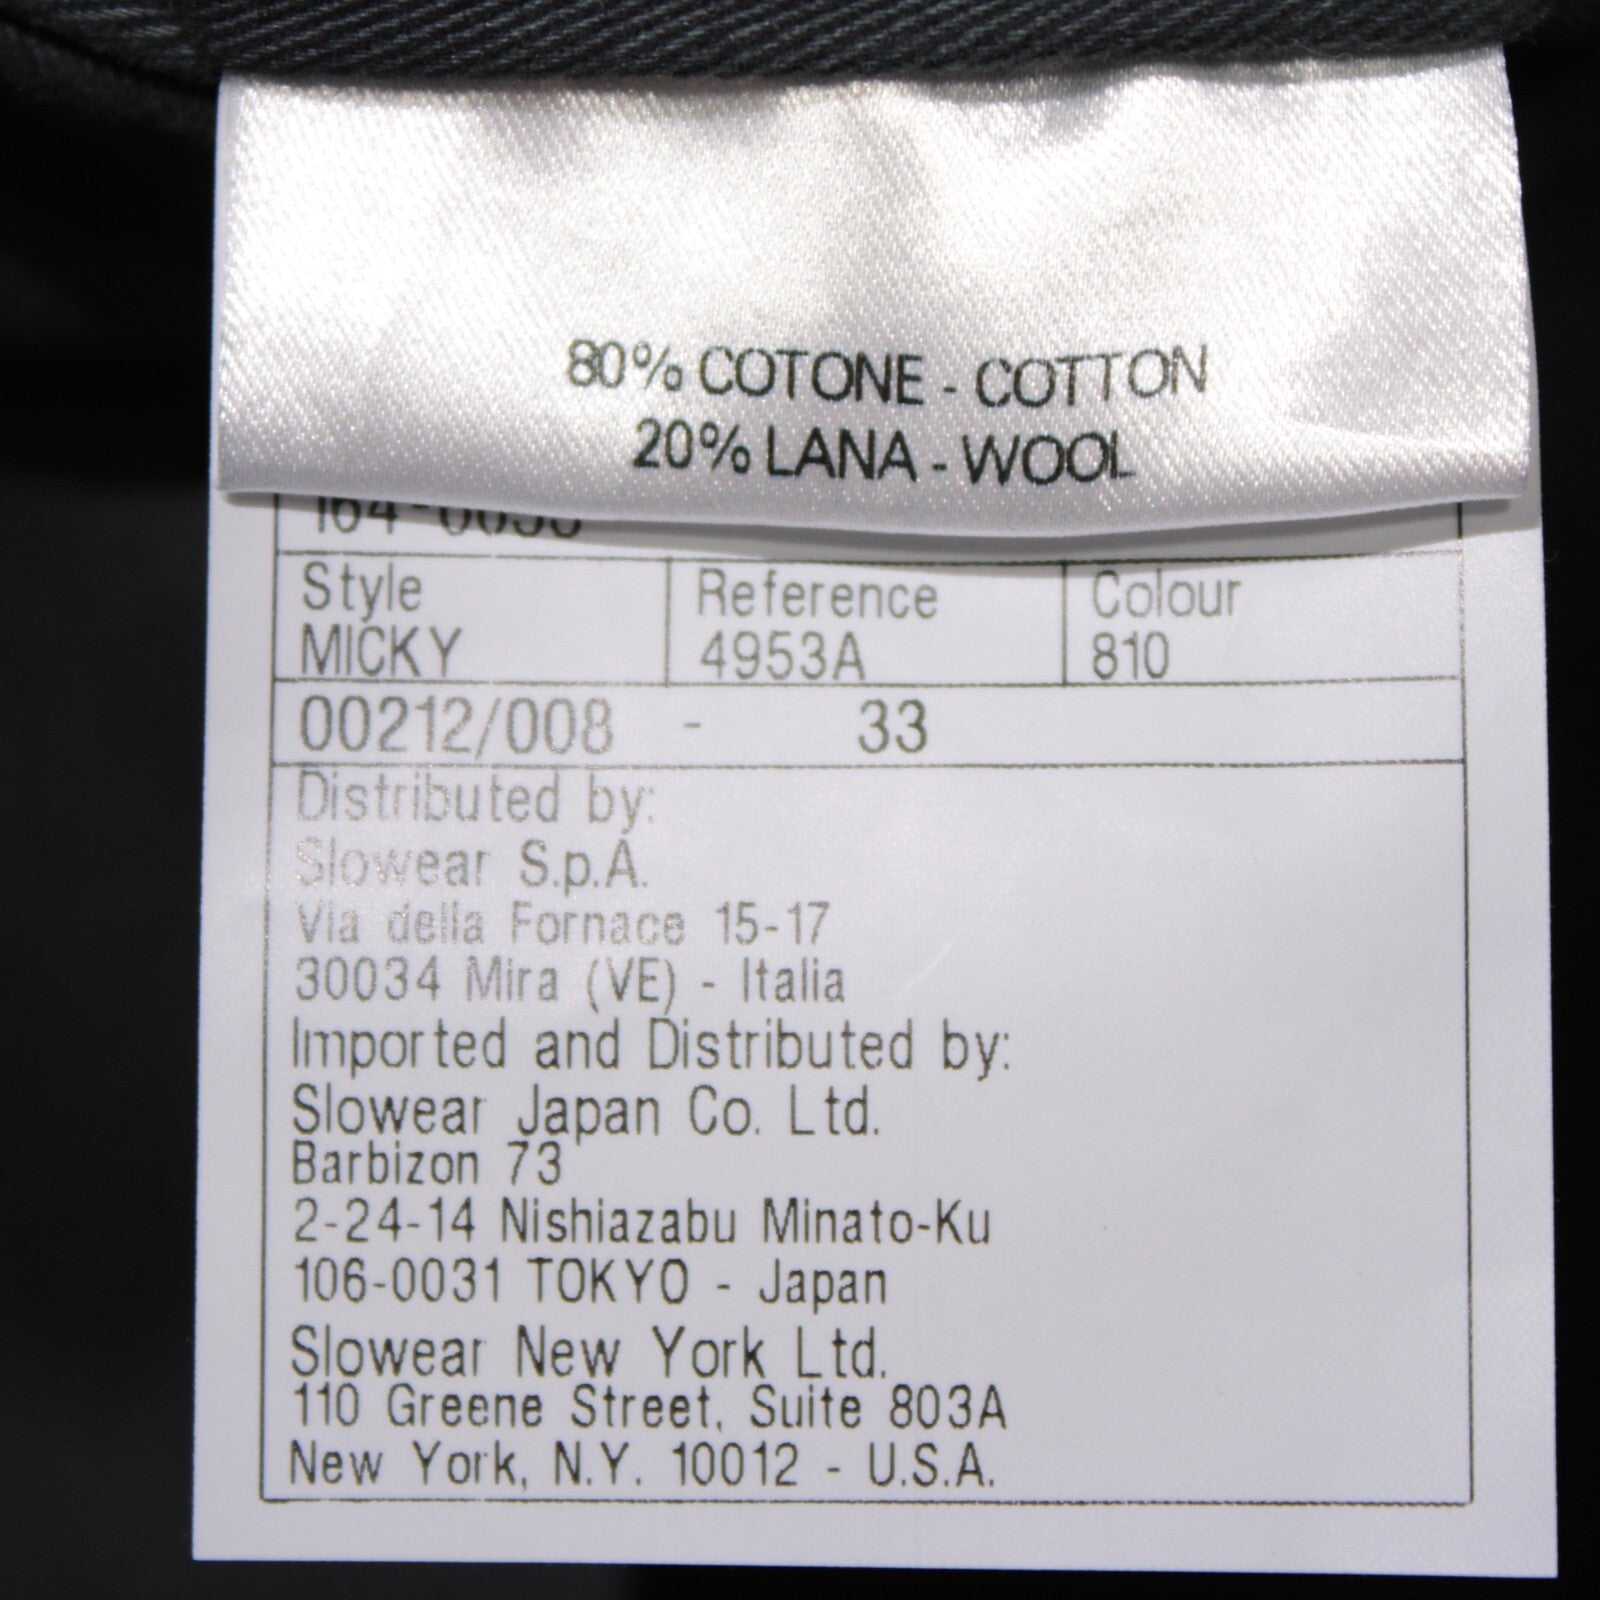 80% COTONE - COTTON
20% LANA - WOOL
Style Reference Colour
MICKY 4953A 810
00212/008 - 33
Distributed by:
Slowear S.p.A.
Via della Fornace 15-17
30034 Mira (VE) - Italia
Imported and Distributed by:
Slowear Japan Co. Ltd.
Barbizon 73
2-24-14 Nishiazabu Minato-Ku
106-0031 TOKYO - Japan
Slowear New York Ltd.
110 Greene Street, Suite 803A
New York, N.Y. 10012 - U.S.A.